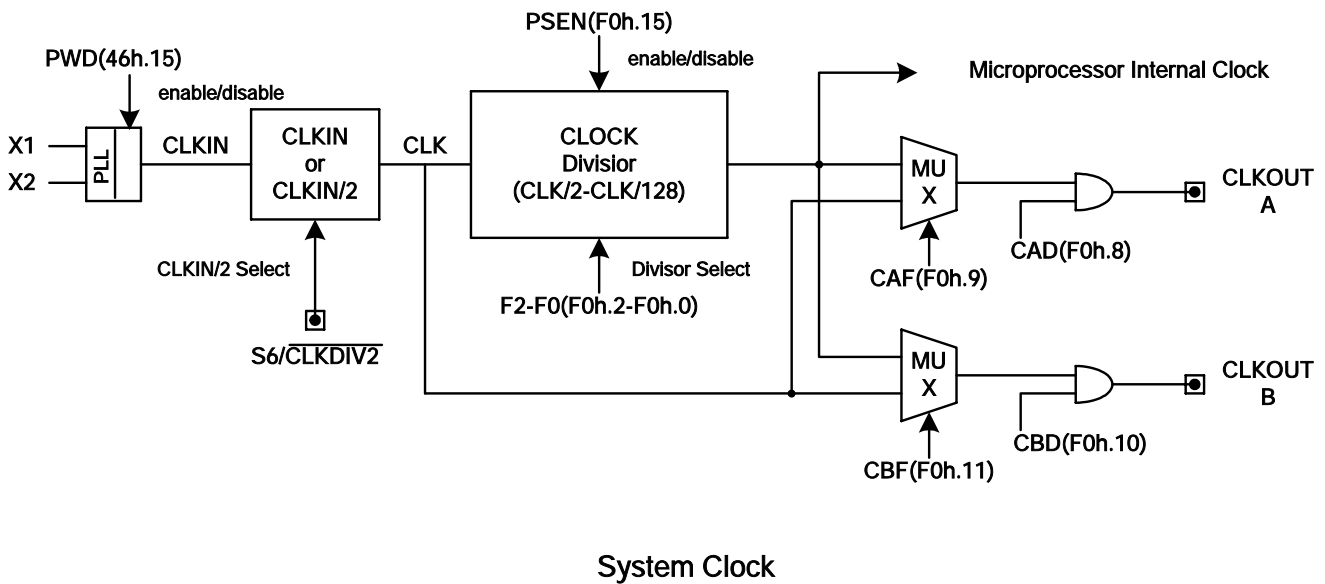 PSEN(F0h.15)
enable/disable
PWD(46h.15)
enable/disable
Microprocessor Internal Clock
X1
X2
PLL
CLKIN
CLKIN
or
CLKIN/2
CLK
CLOCK
Divisior
(CLK/2-CLK/128)
MU
X
CLKOUT
A
CAD(F0h.8)
CAF(F0h.9)
CLKIN/2 Select
Divisor Select
F2-F0(F0h.2-F0h.0)
S6/CLKDIV2
MU
X
CLKOUT
B
CBD(F0h.10)
CBF(F0h.11)
System Clock